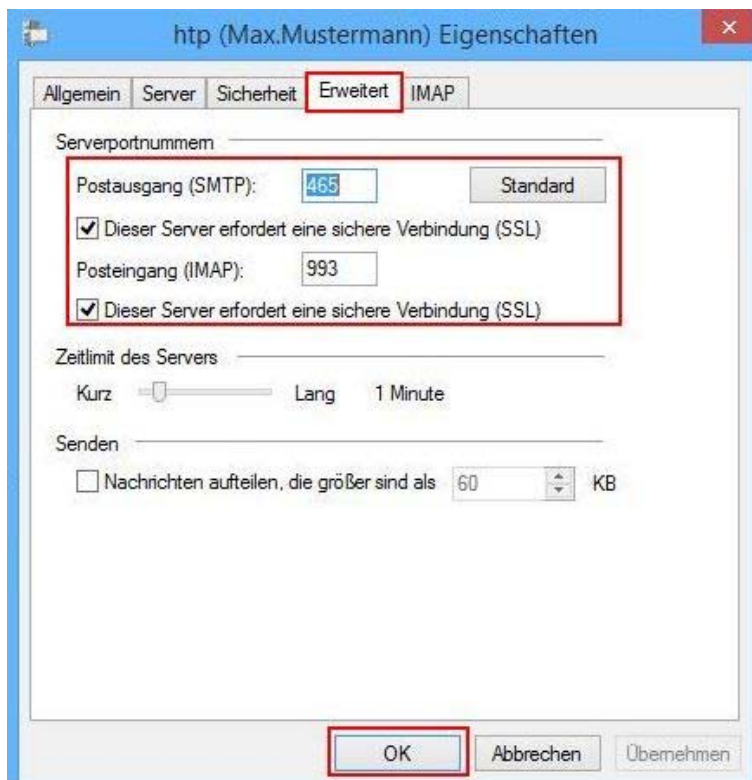 htp (Max.Mustermann) Eigenschaften
Allgemein Server Sicherheit Erweitert IMAP
Serverportnummern
Postausgang (SMTP): 465 Standard
Dieser Server erfordert eine sichere Verbindung (SSL)
Posteingang (IMAP): 993
Dieser Server erfordert eine sichere Verbindung (SSL)
Zeitlimit des Servers
Kurz Lang 1 Minute
Senden
Nachrichten aufteilen, die größer sind als 60 KB
OK Abbrechen Übernehmen